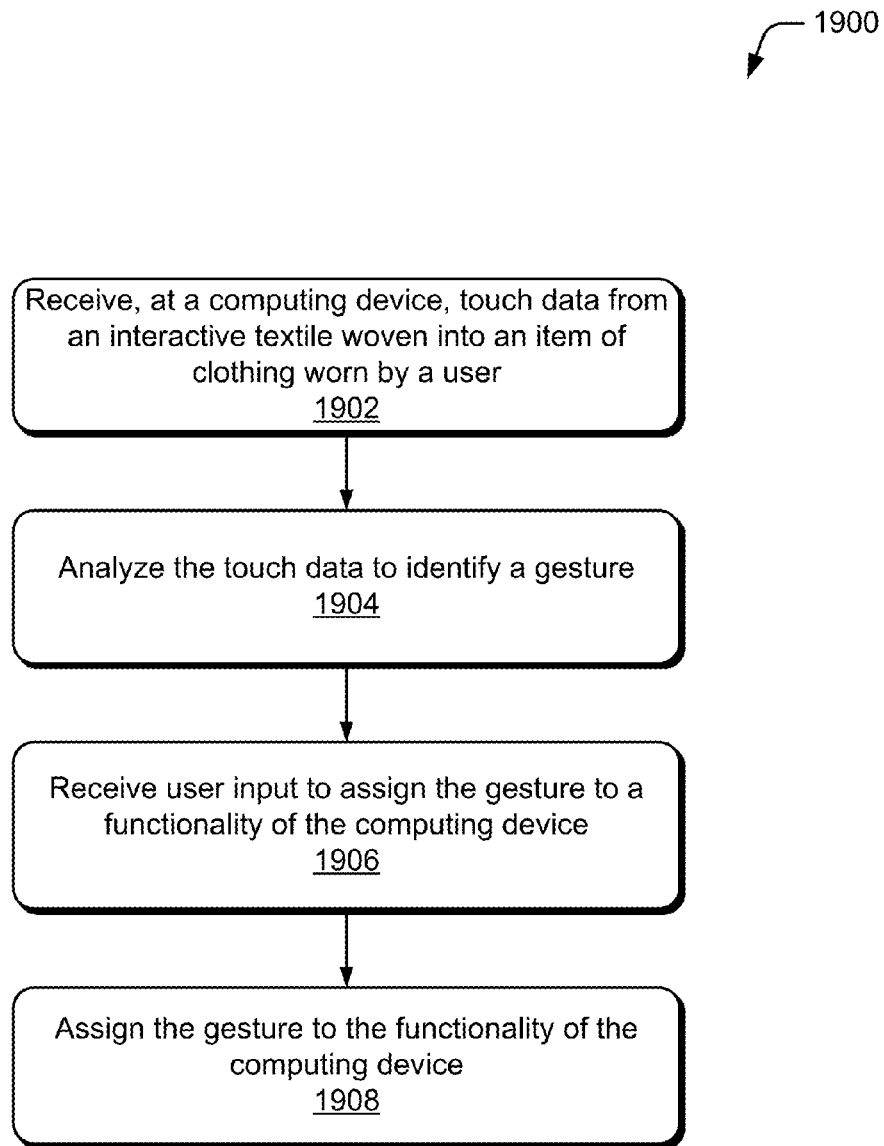 1900
Receive, at a computing device, touch data from
an interactive textile woven into an item of
clothing worn by a user
1902
Analyze the touch data to identify a gesture
1904
Receive user input to assign the gesture to a
functionality of the computing device
1906
Assign the gesture to the functionality of the
computing device
1908